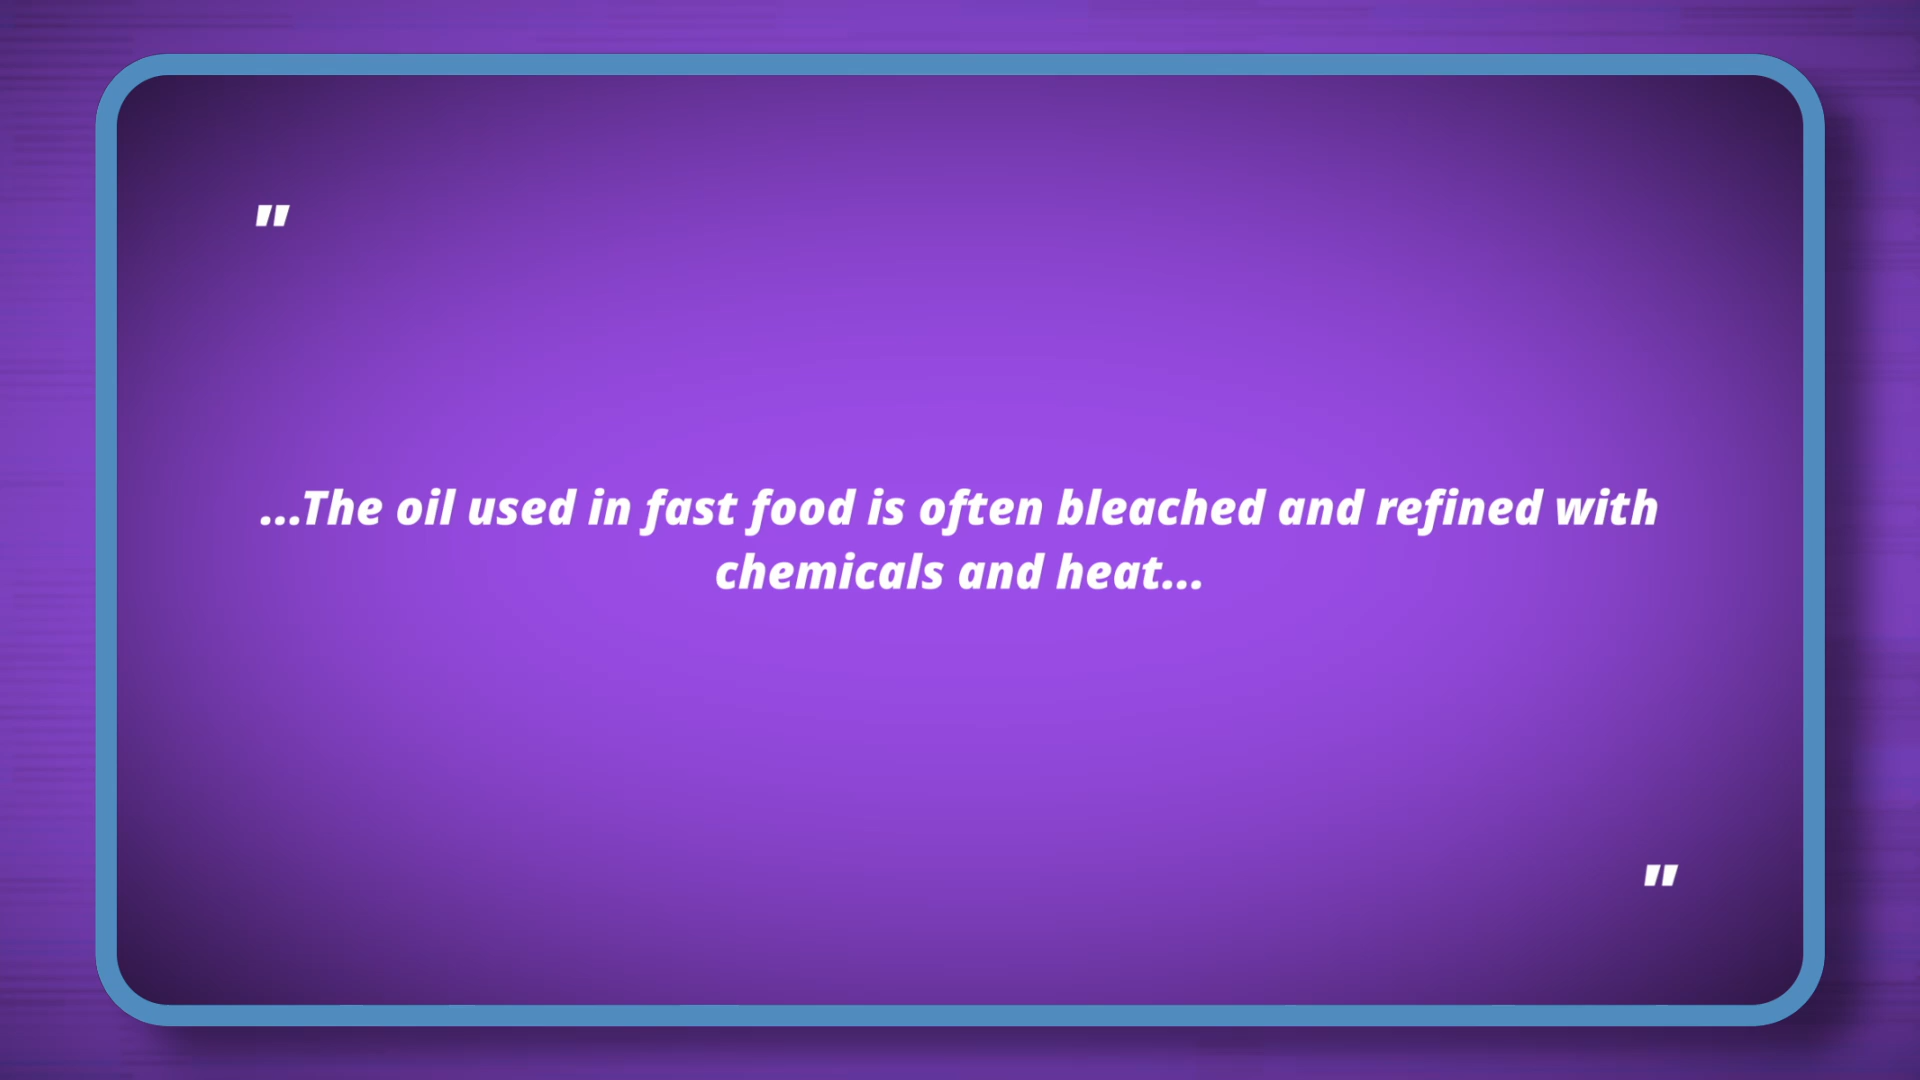 "
...The oil used in fast food is often bleached and refined with
chemicals and heat...
"